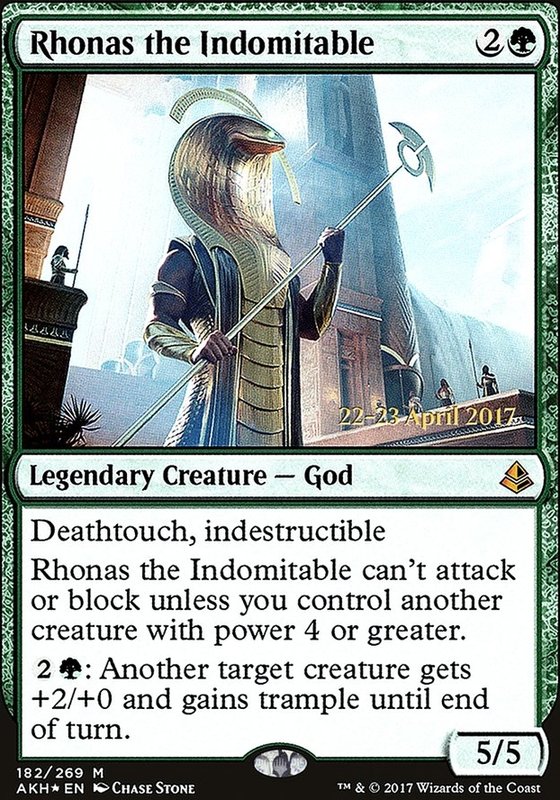 Rhonas the Indomitable 2
22-23 April 2017
Legendary Creature — God
Deathtouch, indestructible
Rhonas the Indomitable can't attack
or block unless you control another
creature with power 4 or greater.
2 : Another target creature gets
+2/+0 and gains trample until end
of turn.
5/5
182/269 M
AKH★EN CHASE STONE
™ & © 2017 Wizards of the Coast